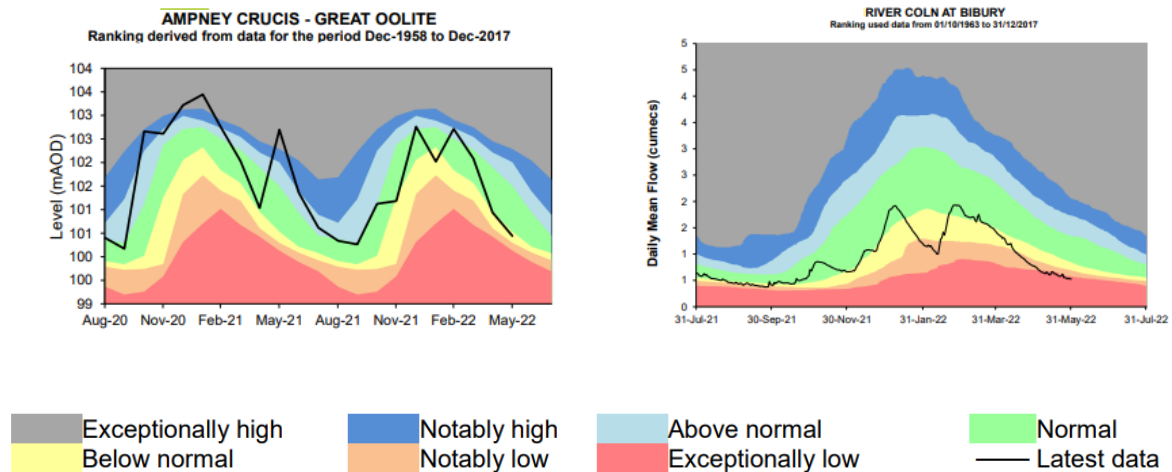 AMPNEY CRUCIS - GREAT OOLITE
Ranking derived from data for the period Dec-1958 to Dec-2017
104
104
103
103
102
102
101
101
100
100
99
Level (mAOD)
Aug-20 Nov-20 Feb-21 May-21 Aug-21 Nov-21 Feb-22 May-22
RIVER COLN AT BIBURY
Ranking used data from 01/10/1963 to 31/12/2017
5
5
4
4
3
3
2
2
1
1
0
Daily Mean Flow (cumecs)
31-Jul-21 30-Sep-21 30-Nov-21 31-Jan-22 31-Mar-22 31-May-22 31-Jul-22
Exceptionally high Notably high Above normal Normal
Below normal Notably low Exceptionally low Latest data